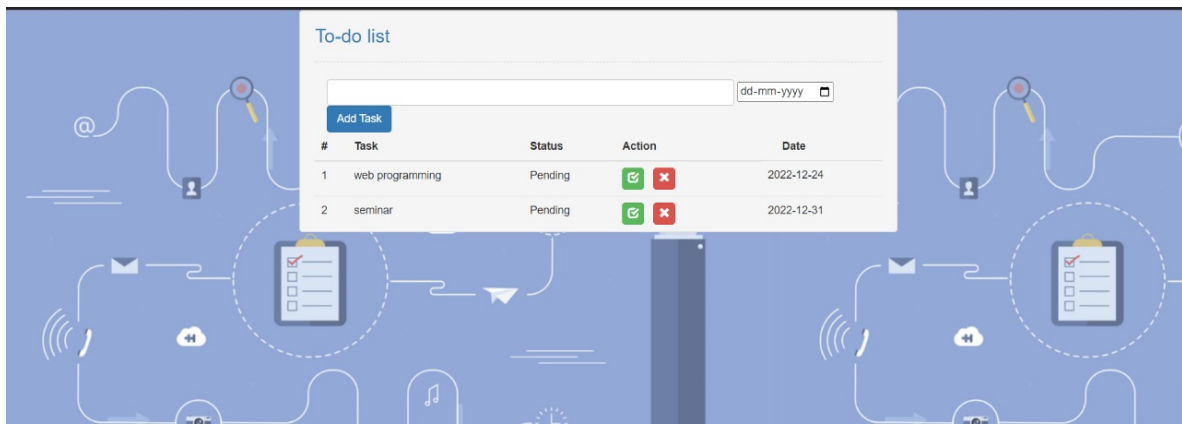 To-do list
dd-mm-yyyy
Add Task
# Task Status Action Date
1 web programming Pending 2022-12-24
2 seminar Pending 2022-12-31
@